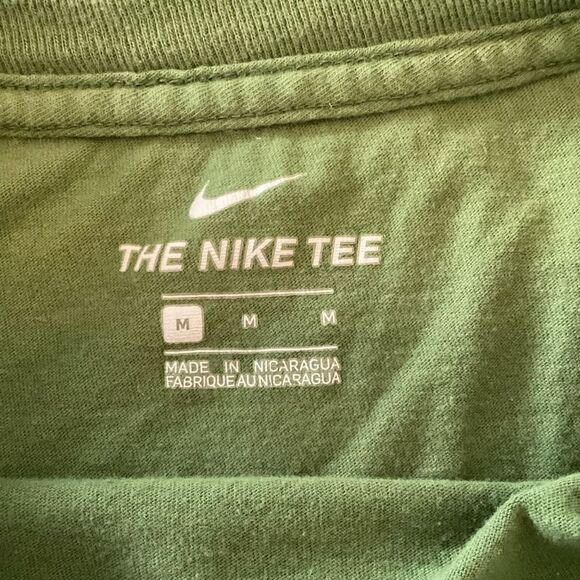 THE NIKE TEE
M M M
MADE IN NICARAGUA
FABRIQUE AU NICARAGUA